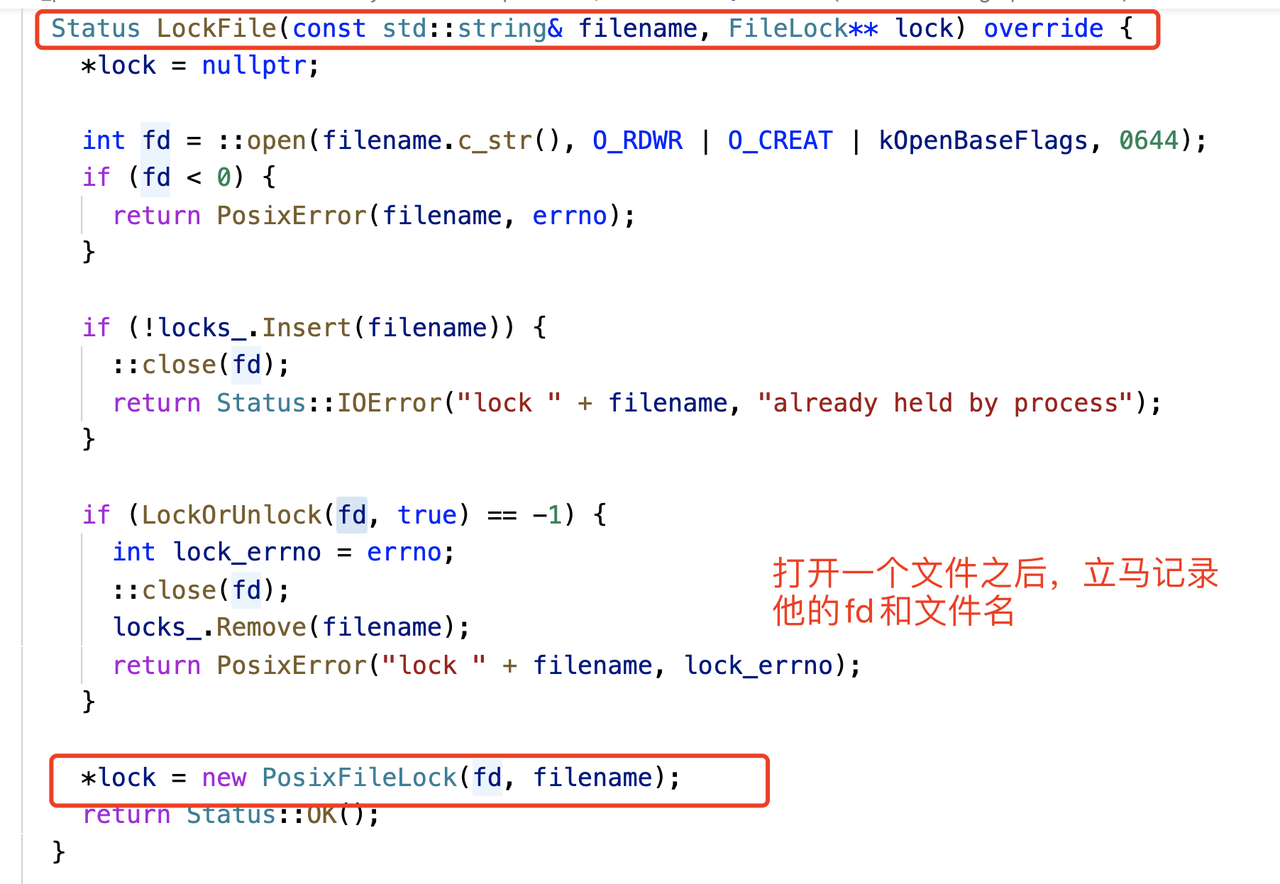 Status LockFile(const std::string& filename, FileLock** lock) override {
*lock = nullptr;
int fd = ::open(filename.c_str(), O_RDWR | O_CREAT | kOpenBaseFlags, 0644);
if (fd < 0) {
return PosixError(filename, errno);
}
if (!locks_.Insert(filename)) {
::close(fd);
return Status::IOError("lock " + filename, "already held by process");
}
if (LockOrUnlock(fd, true) == -1) {
int lock_errno = errno;
::close(fd);
locks_.Remove(filename);
return PosixError("lock " + filename, lock_errno);
}
打开一个文件之后，立马记录
他的fd和文件名
*lock = new PosixFileLock(fd, filename);
return Status::OK();
}